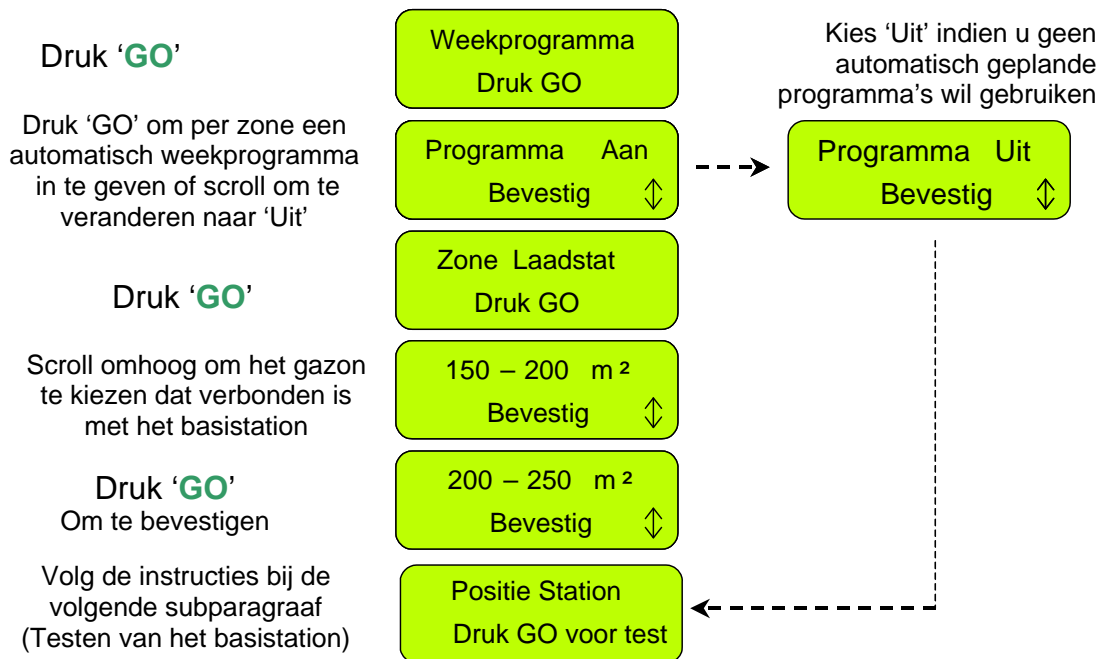 Druk ‘GO’
Weekprogramma
Druk GO
Kies ‘Uit’ indien u geen
automatisch geplande
programma’s wil gebruiken
Druk ‘GO’ om per zone een
automatisch weekprogramma
in te geven of scroll om te
veranderen naar ‘Uit’
Programma Aan
Bevestig
Programma Uit
Bevestig
Druk ‘GO’
Zone Laadstat
Druk GO
Scroll omhoog om het gazon
te kiezen dat verbonden is
met het basistation
150 – 200 m ²
Bevestig
Druk ‘GO’
Om te bevestigen
200 – 250 m ²
Bevestig
Volg de instructies bij de
volgende subparagraaf
(Testen van het basistation)
Positie Station
Druk GO voor test